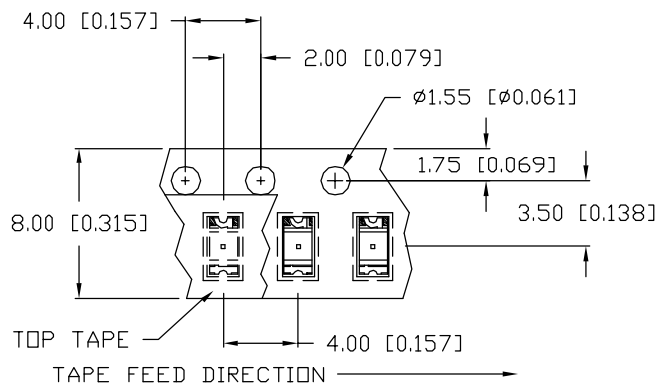 4.00 [0.157]
2.00 [0.079]
ø1.55 [ø0.061]
1.75 [0.069]
3.50 [0.138]
8.00 [0.315]
TOP TAPE
4.00 [0.157]
TAPE FEED DIRECTION